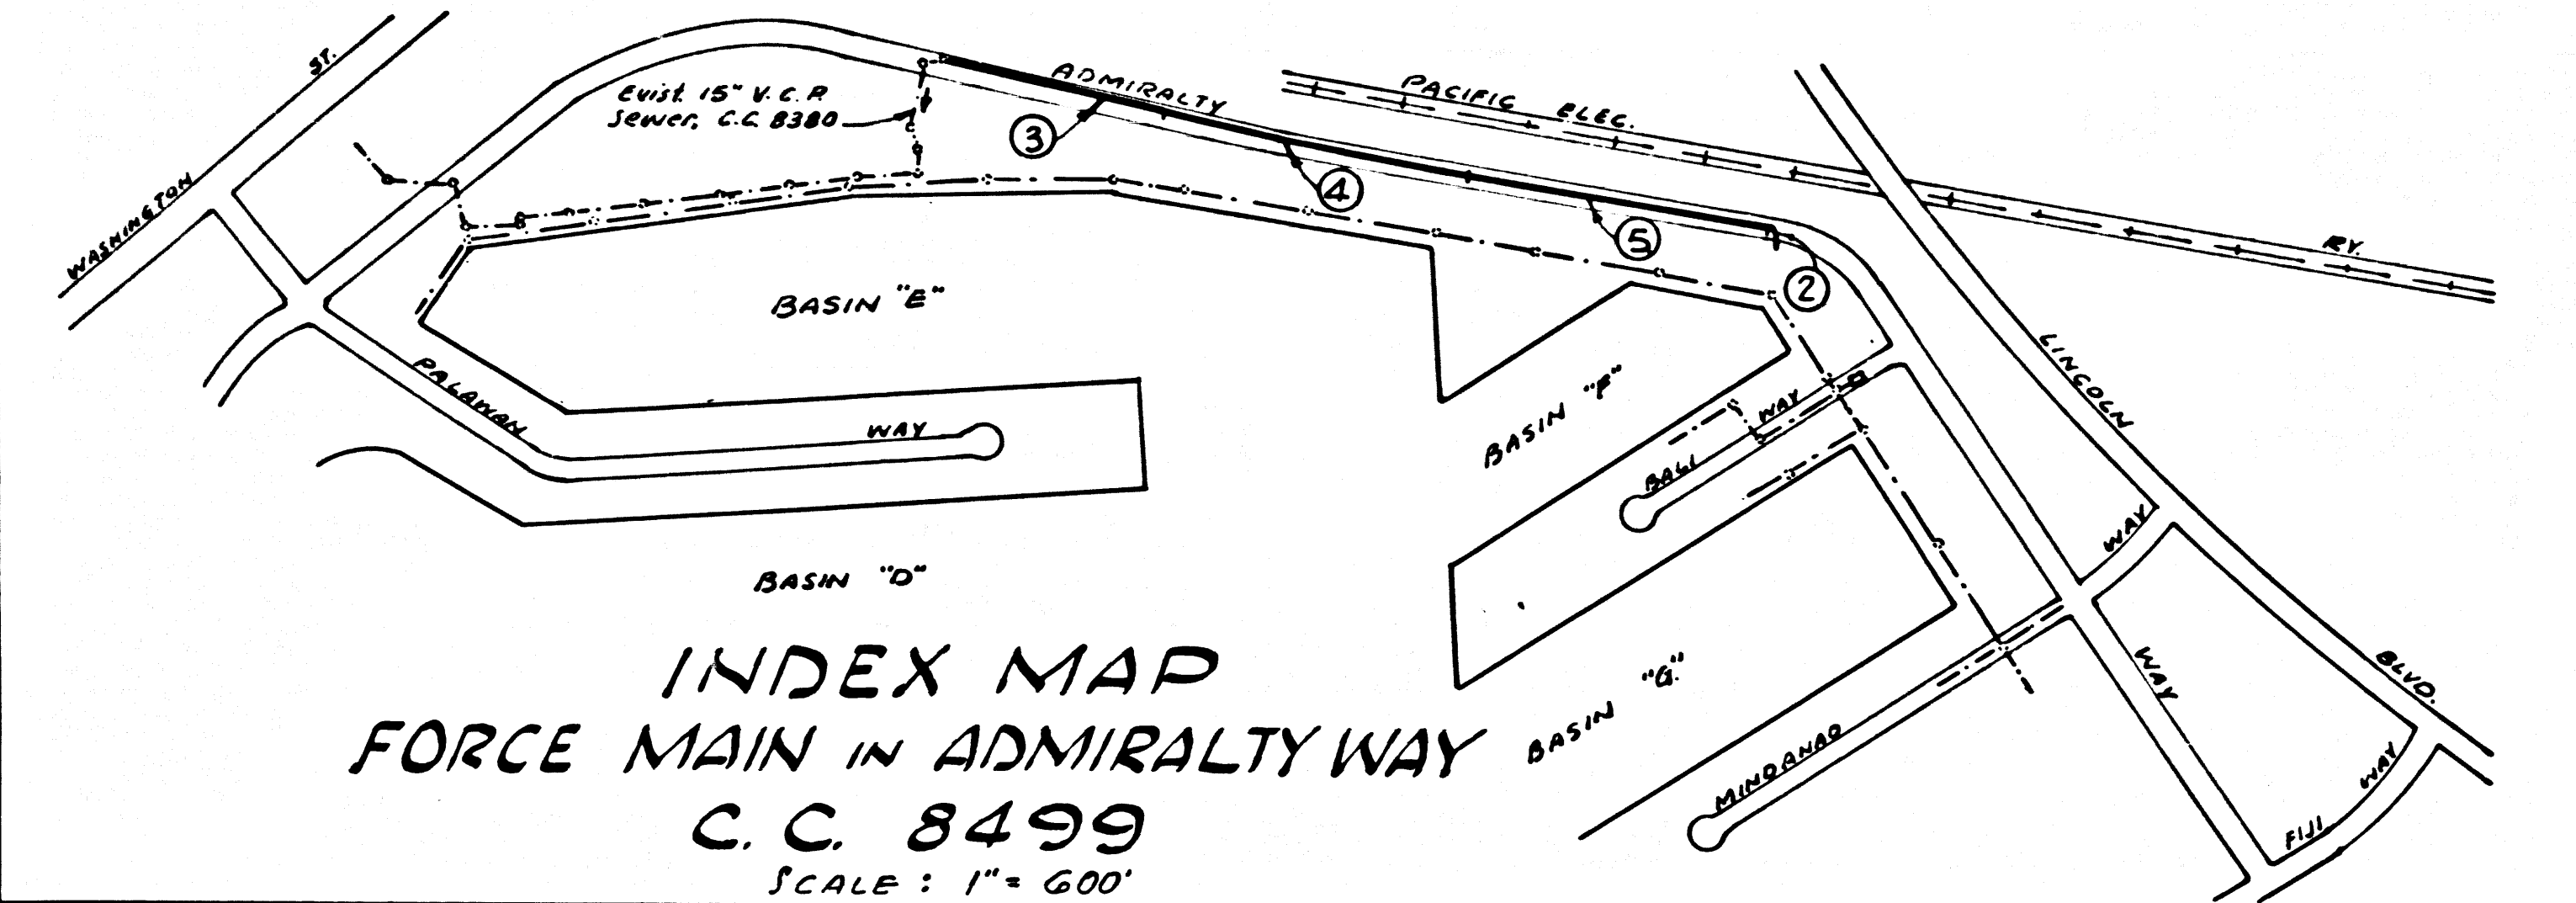 WASHINGTON ST.
Exist. 15" V.C.P.
Sewer, C.C. 8380
ADMIRALTY
PACIFIC ELEC. RY.
3
4
5
2
BASIN "E"
PALAWAN WAY
BASIN "D"
BASIN "F"
BALI WAY
LINCOLN BLVD.
WAY
WAY
BASIN "G"
MINDANAO
FIJI WAY
INDEX MAP
FORCE MAIN IN ADMIRALTY WAY
C. C. 8499
SCALE : 1" = 600'